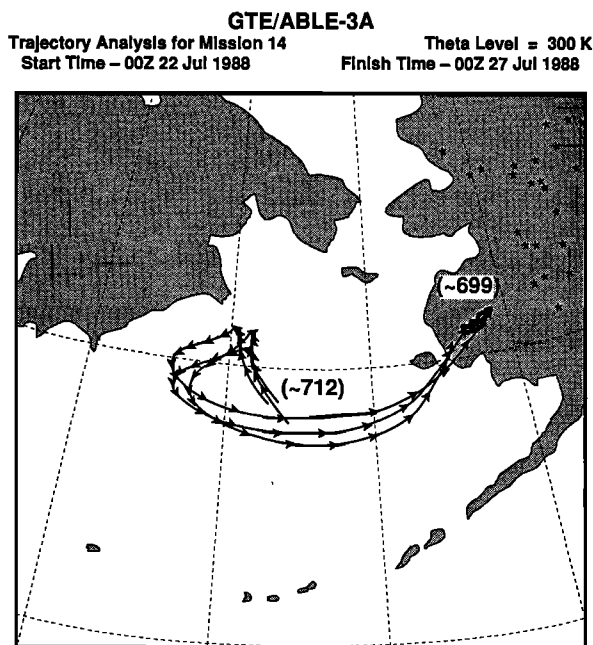 GTE/ABLE-3A
Trajectory Analysis for Mission 14
Theta Level = 300 K
Start Time – 00Z 22 Jul 1988
Finish Time – 00Z 27 Jul 1988
(~699)
(~712)